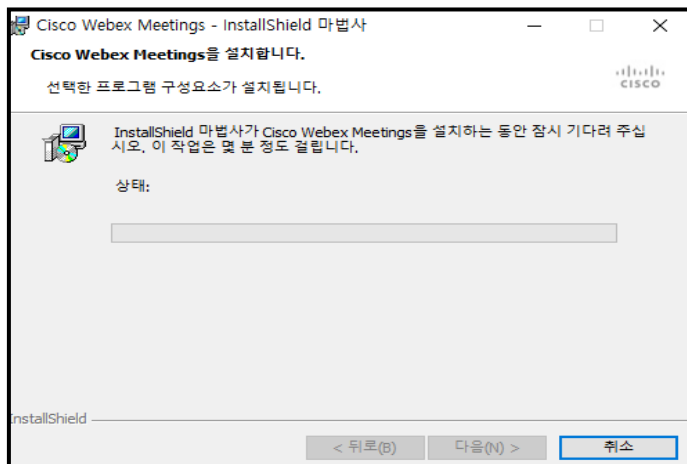 Cisco Webex Meetings - InstallShield 마법사
Cisco Webex Meetings을 설치합니다.
선택한 프로그램 구성요소가 설치됩니다.
CISCO
InstallShield 마법사가 Cisco Webex Meetings을 설치하는 동안 잠시 기다려 주십
시오. 이 작업은 몇 분 정도 걸립니다.
상태:
InstallShield
< 뒤로(B) 다음(N) > 취소